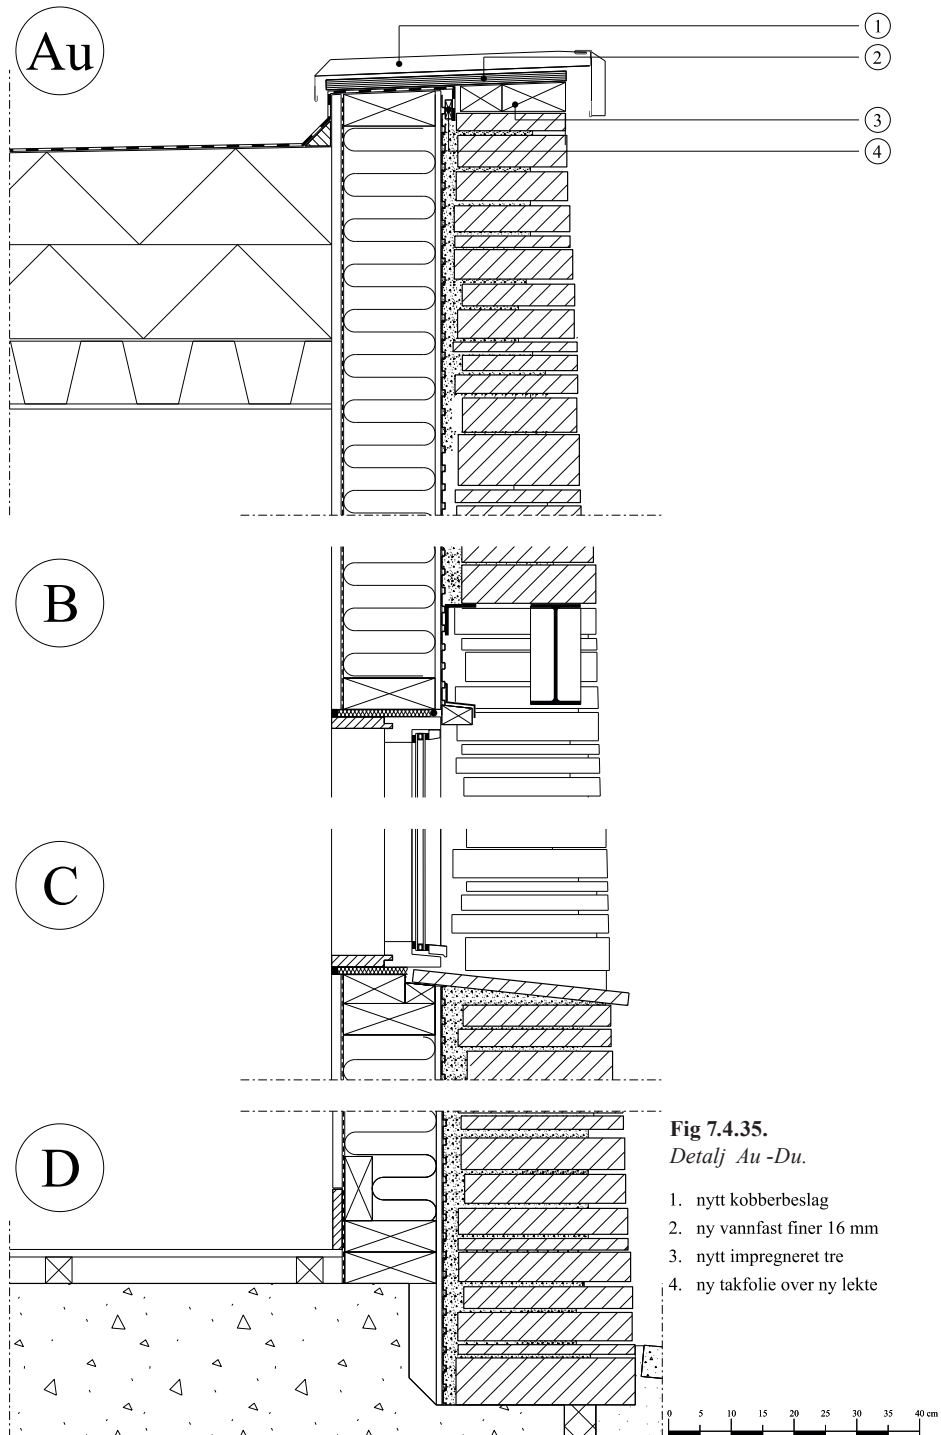 Au
1
2
3
4
B
C
D
Fig 7.4.35.
Detalj Au -Du.
1. nytt kobberbeslag
2. ny vannfast finer 16 mm
3. nytt impregneret tre
4. ny takfolie over ny lekte
0 5 10 15 20 25 30 35 40 cm